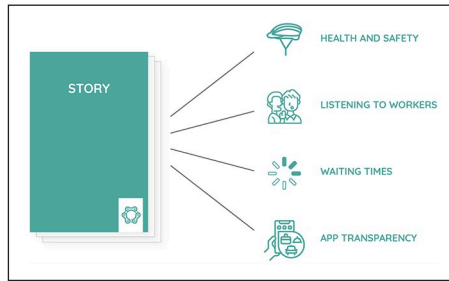 STORY
HEALTH AND SAFETY
LISTENING TO WORKERS
WAITING TIMES
APP TRANSPARENCY